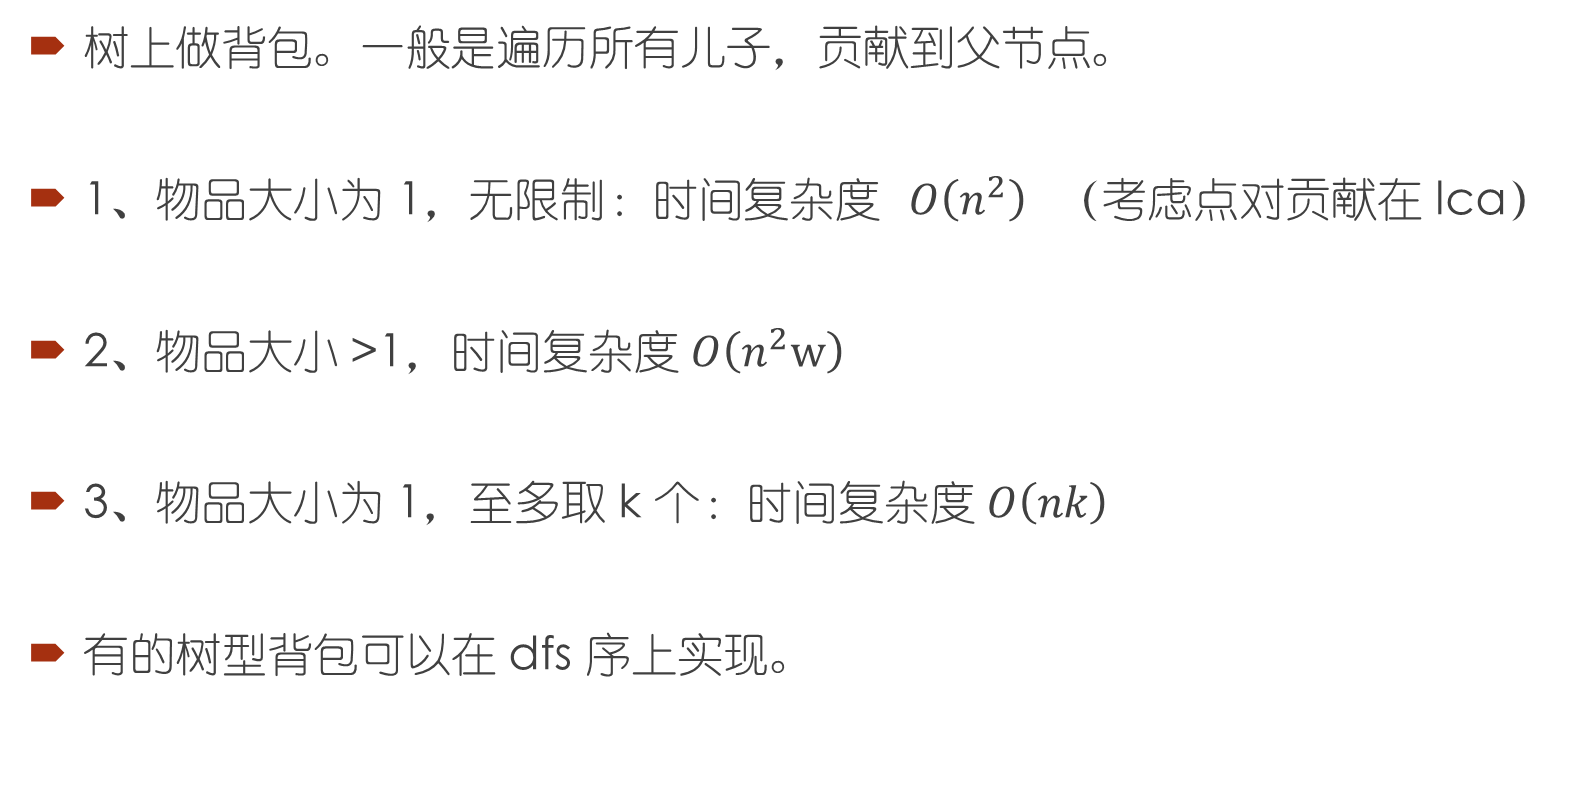 树上做背包。一般是遍历所有儿子，贡献到父节点。
1、物品大小为 1，无限制：时间复杂度 O(n²) （考虑点对贡献在 lca）
2、物品大小 >1，时间复杂度 O(n²w)
3、物品大小为 1，至多取 k 个：时间复杂度 O(nk)
有的树型背包可以在 dfs 序上实现。